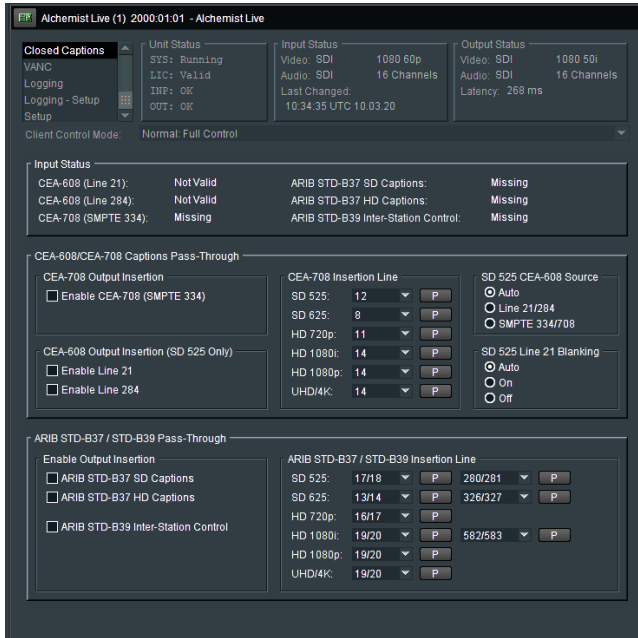 Alchemist Live (1) 2000:01:01 - Alchemist Live
Closed Captions
VANC
Logging
Logging - Setup
Setup
Unit Status
SYS: Running
LIC: Valid
INP: OK
OUT: OK
Input Status
Video: SDI 1080 60p
Audio: SDI 16 Channels
Last Changed:
10:34:35 UTC 10.03.20
Output Status
Video: SDI 1080 50i
Audio: SDI 16 Channels
Latency: 268 ms
Client Control Mode: Normal: Full Control
Input Status
CEA-608 (Line 21): Not Valid ARIB STD-B37 SD Captions: Missing
CEA-608 (Line 284): Not Valid ARIB STD-B37 HD Captions: Missing
CEA-708 (SMPTE 334): Missing ARIB STD-B39 Inter-Station Control: Missing
CEA-608/CEA-708 Captions Pass-Through
CEA-708 Output Insertion
Enable CEA-708 (SMPTE 334)
CEA-608 Output Insertion (SD 525 Only)
Enable Line 21
Enable Line 284
CEA-708 Insertion Line
SD 525: 12 P
SD 625: 8 P
HD 720p: 11 P
HD 1080i: 14 P
HD 1080p: 14 P
UHD/4K: 14 P
SD 525 CEA-608 Source
Auto
Line 21/284
SMPTE 334/708
SD 525 Line 21 Blanking
Auto
On
Off
ARIB STD-B37 / STD-B39 Pass-Through
Enable Output Insertion
ARIB STD-B37 SD Captions
ARIB STD-B37 HD Captions
ARIB STD-B39 Inter-Station Control
ARIB STD-B37 / STD-B39 Insertion Line
SD 525: 17/18 P 280/281 P
SD 625: 13/14 P 326/327 P
HD 720p: 16/17 P
HD 1080i: 19/20 P 582/583 P
HD 1080p: 19/20 P
UHD/4K: 19/20 P